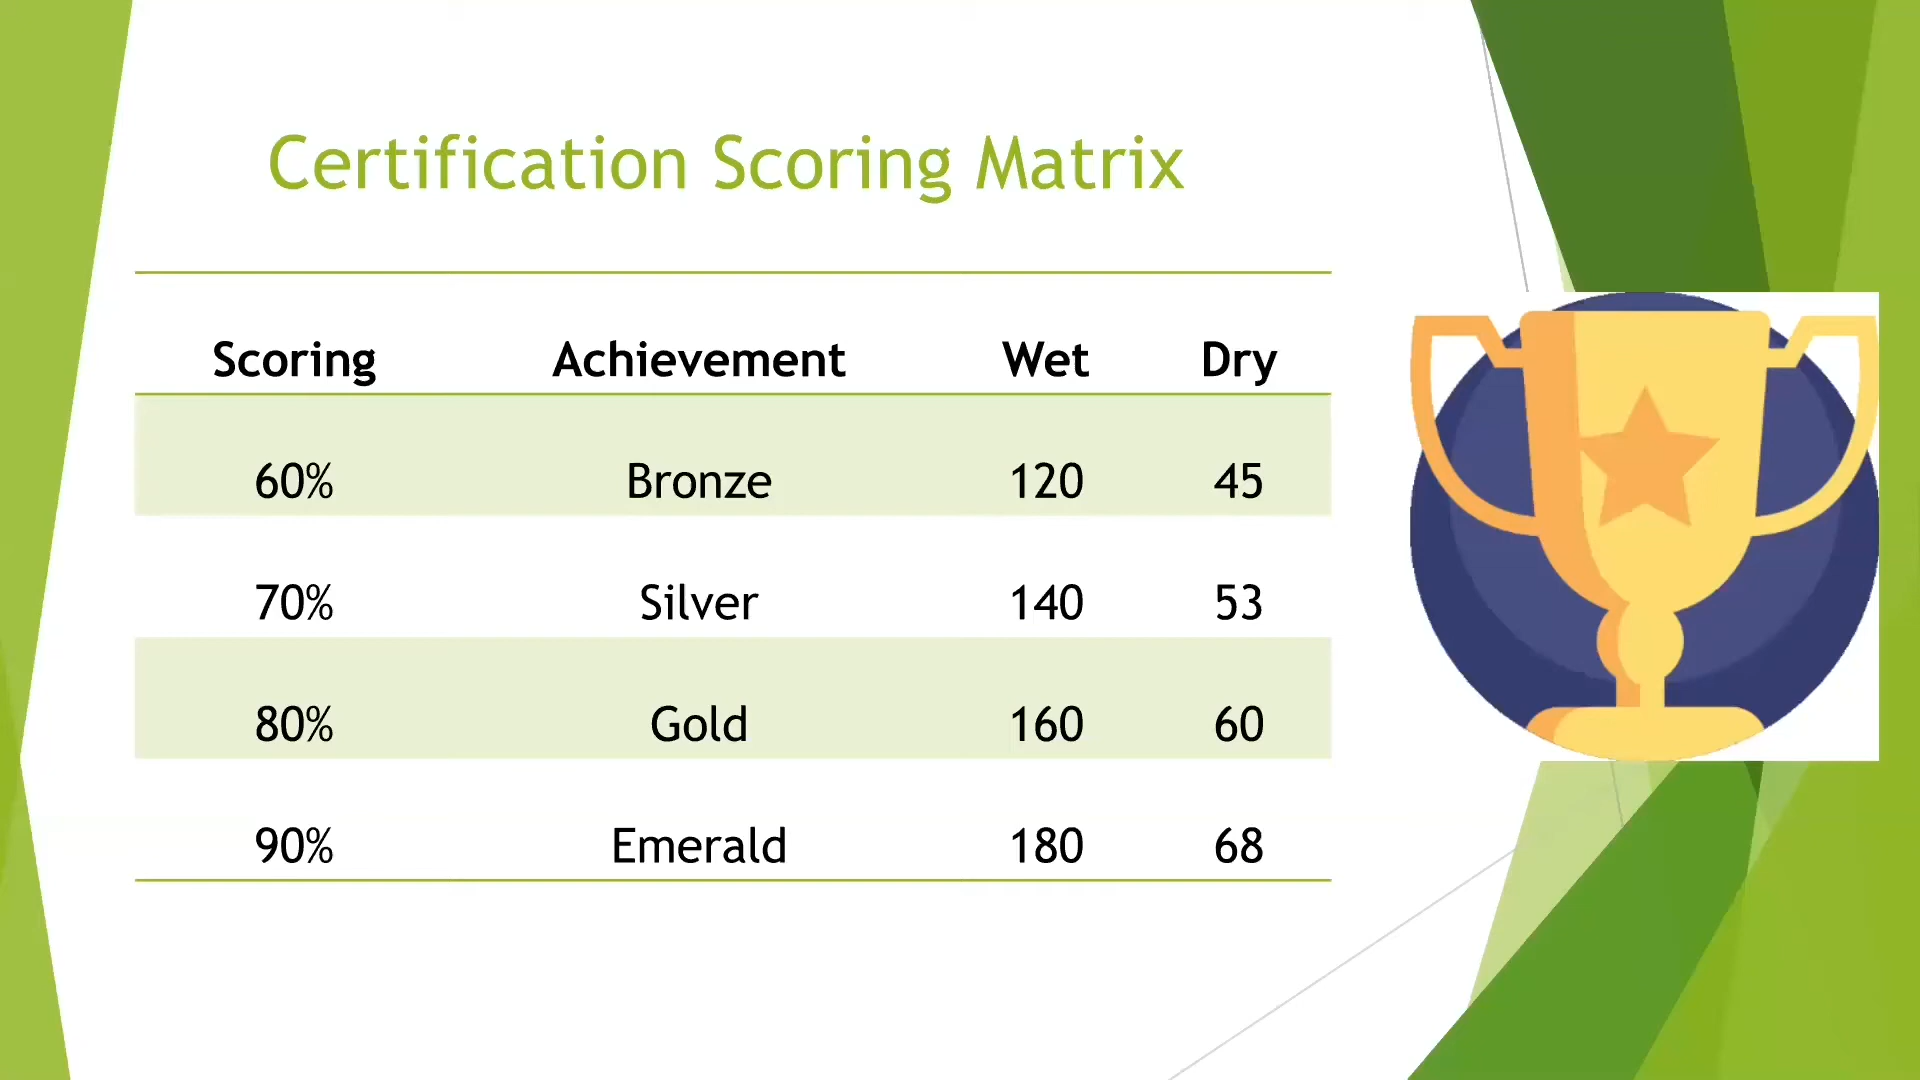 Certification Scoring Matrix
Scoring Achievement Wet Dry
60% Bronze 120 45
70% Silver 140 53
80% Gold 160 60
90% Emerald 180 68